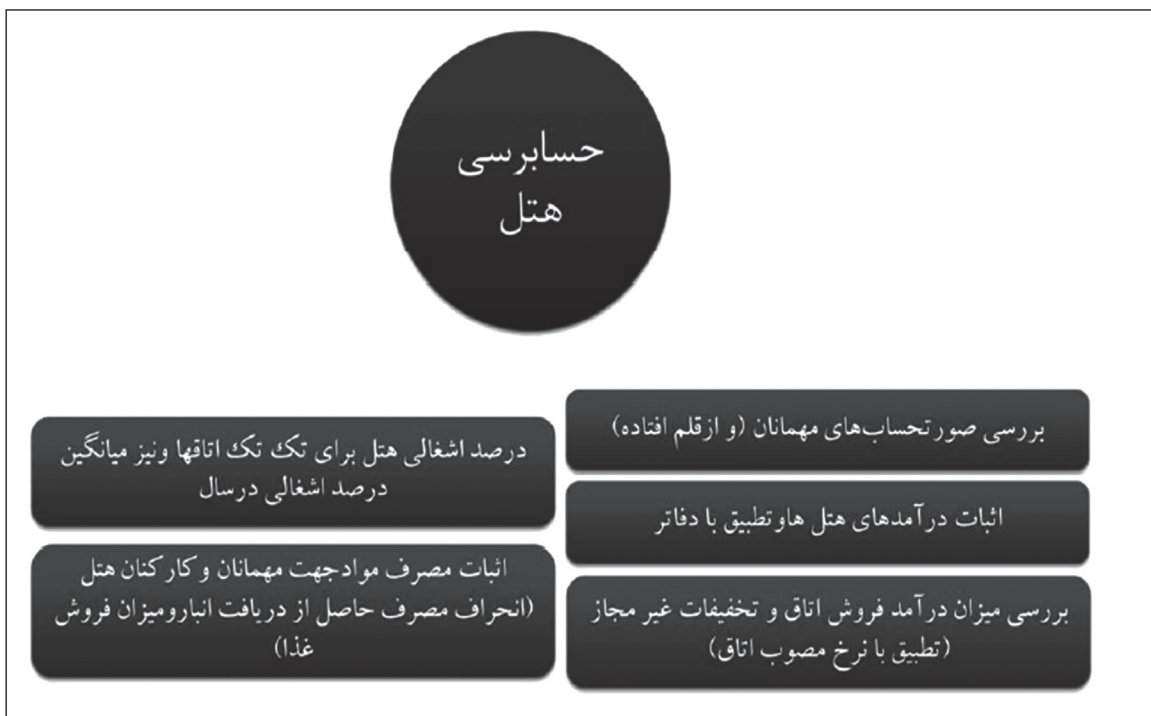 حسابرسی
هتل
بررسی صورتحساب‌های مهمانان (و ازقلم افتاده)
اثبات درآمدهای هتل هاوتطبیق با دفاتر
بررسی میزان درآمد فروش اتاق و تخفیفات غیر مجاز
(تطبیق با نرخ مصوب اتاق)
درصد اشغالی هتل برای تک تک اتاقها ونیز میانگین
درصد اشغالی درسال
اثبات مصرف موادجهت مهمانان و کارکنان هتل
(انحراف مصرف حاصل از دریافت انبارومیزان فروش
غذا)